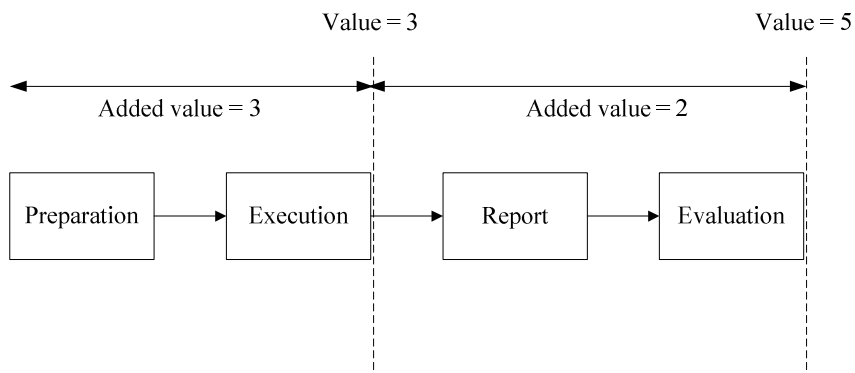 Value = 3
Value = 5
Added value = 3
Added value = 2
Preparation
Execution
Report
Evaluation